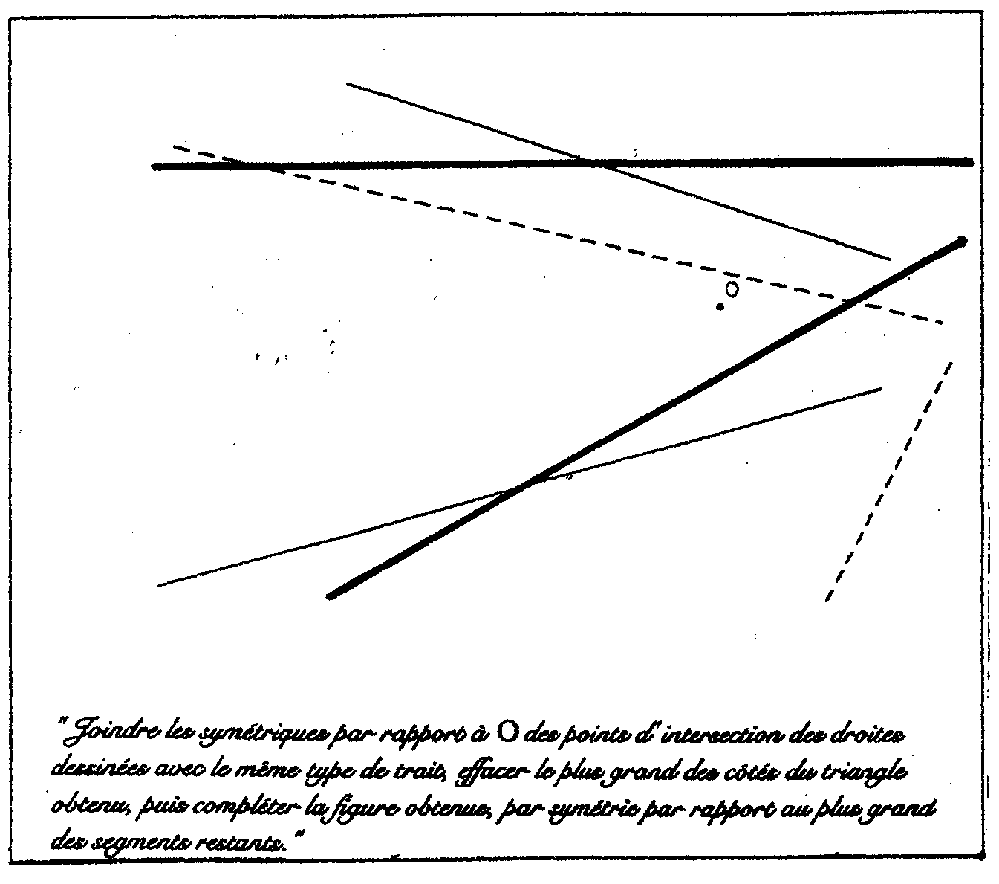 O
"Joindre les symétriques par rapport à O des points d'intersection des droites
dessinées avec le même type de trait, effacer le plus grand des côtés du triangle
obtenu, puis compléter la figure obtenue, par symétrie par rapport au plus grand
des segments restants."